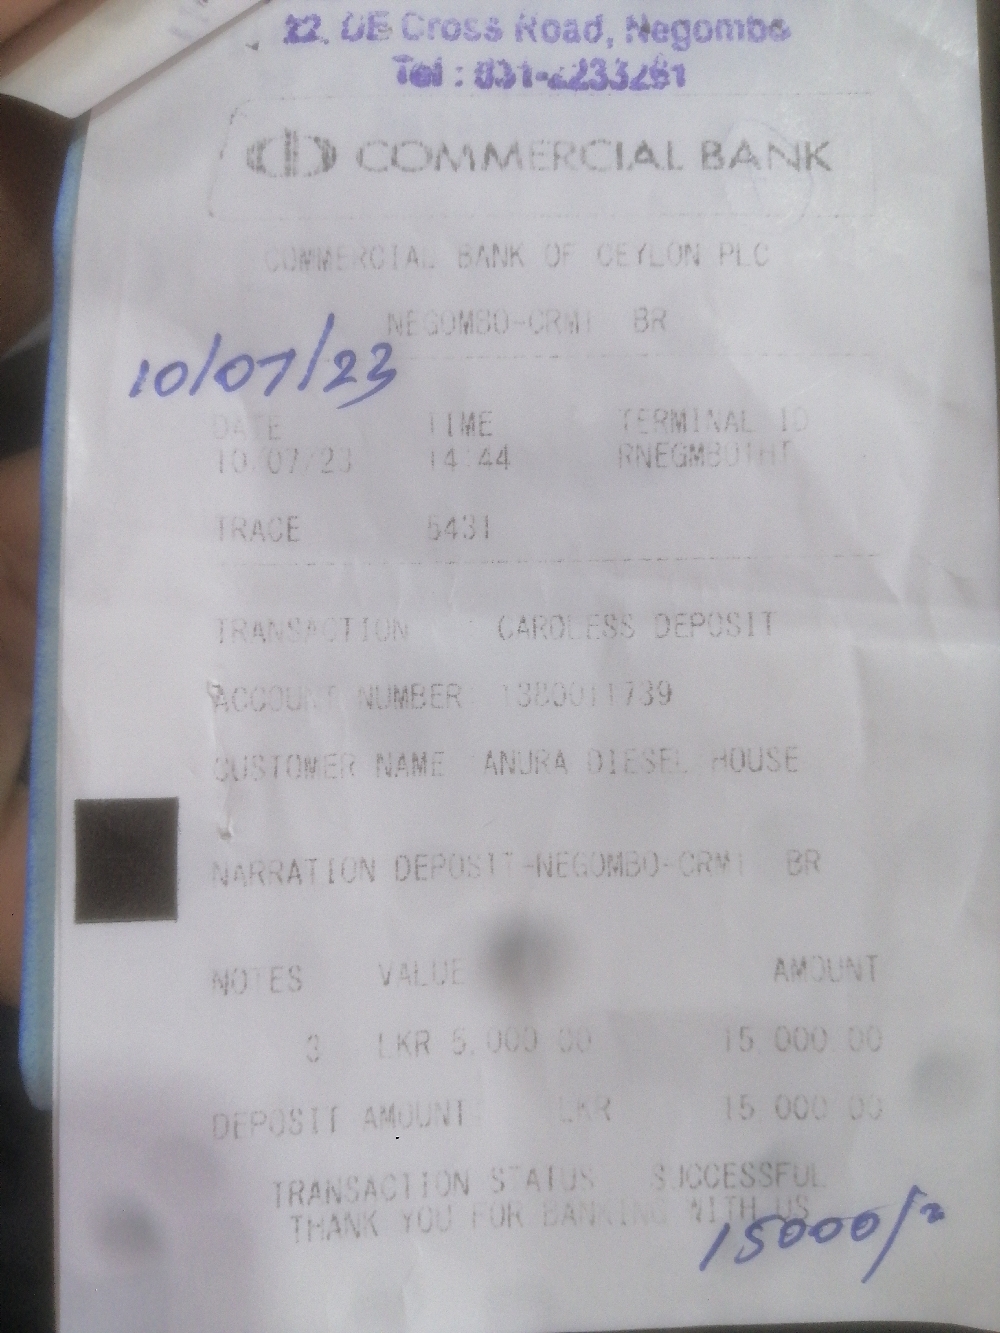 22, DE Cross Road, Negombo
Tel : 031-2233281
COMMERCIAL BANK
COMMERCIAL BANK OF CEYLON PLC
NEGOMBO-CRM1 BR
10/07/23
DATE TIME TERMINAL ID
10/07/23 14:44
TRACE 5431
TRANSACTION CARDLESS DEPOSIT
ACCOUNT NUMBER 1380011739
CUSTOMER NAME ANURA DIESEL HOUSE
NARRATION DEPOSIT-NEGOMBO-CRM1 BR
NOTES VALUE AMOUNT
3 LKR 5,000.00 15,000.00
DEPOSIT AMOUNT LKR 15,000.00
TRANSACTION STATUS SUCCESSFUL
THANK YOU FOR BANKING WITH US
15000/=